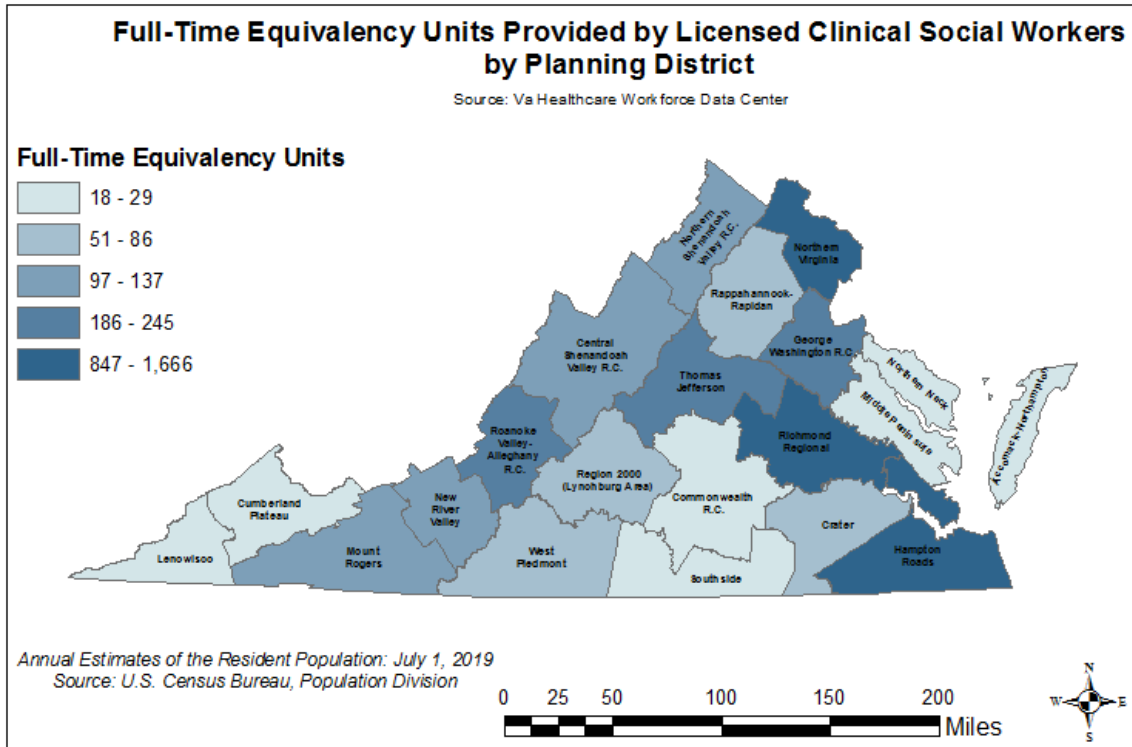 Full-Time Equivalency Units Provided by Licensed Clinical Social Workers
by Planning District
Source: Va Healthcare Workforce Data Center
Full-Time Equivalency Units
18 - 29
51 - 86
97 - 137
186 - 245
847 - 1,666
Northern
Shenandoah
Valley R.C.
Northern
Virginia
Rappahannock-
Rapidan
Central
Shenandoah
Valley R.C.
George
Washington R.C.
Thomas
Jefferson
Northern Neck
Middle Peninsula
Accomack-Northampton
Roanoke
Valley-
Alleghany
R.C.
Richmond
Regional
Region 2000
(Lynchburg Area)
Commonwealth
R.C.
Cumberland
Plateau
New
River
Valley
Crater
Lenowisco
Mount
Rogers
West
Piedmont
Southside
Hampton
Roads
Annual Estimates of the Resident Population: July 1, 2019
Source: U.S. Census Bureau, Population Division
0 25 50 100 150 200
Miles
N
W E
S